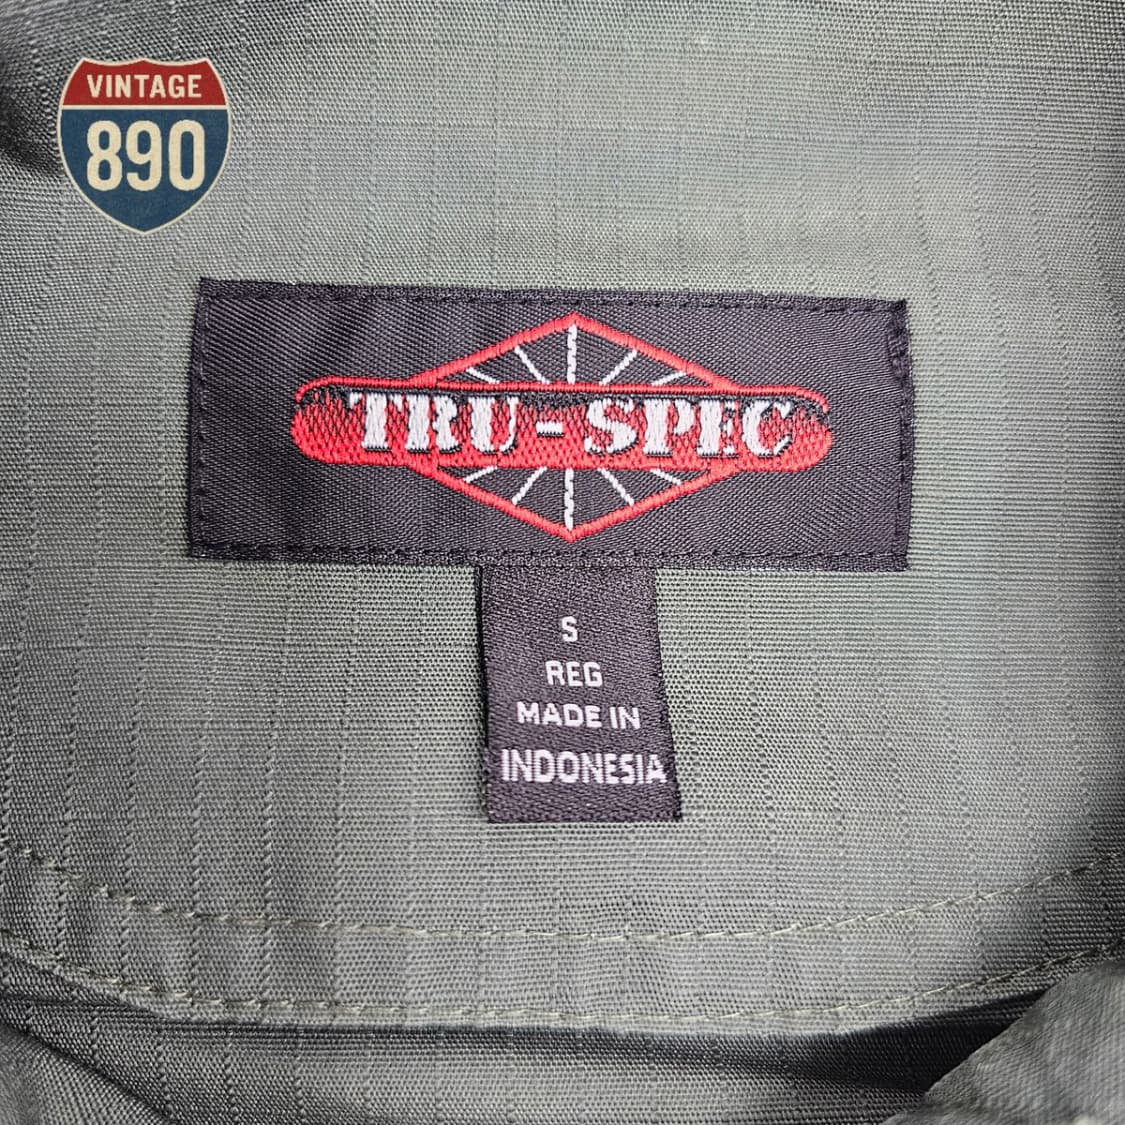 VINTAGE
890
TRU-SPEC
S
REG
MADE IN
INDONESIA